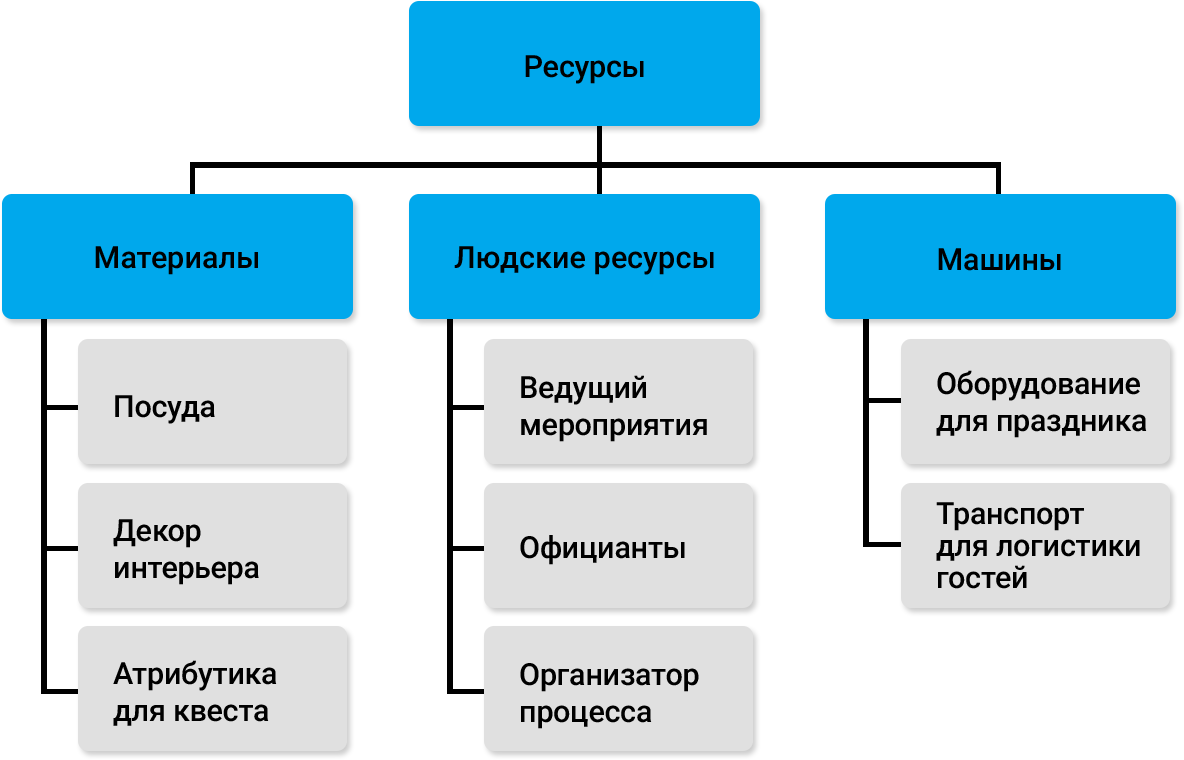 Ресурсы
Материалы
Людские ресурсы
Машины
Посуда
Декор
интерьера
Атрибутика
для квеста
Ведущий
мероприятия
Официанты
Организатор
процесса
Оборудование
для праздника
Транспорт
для логистики
гостей